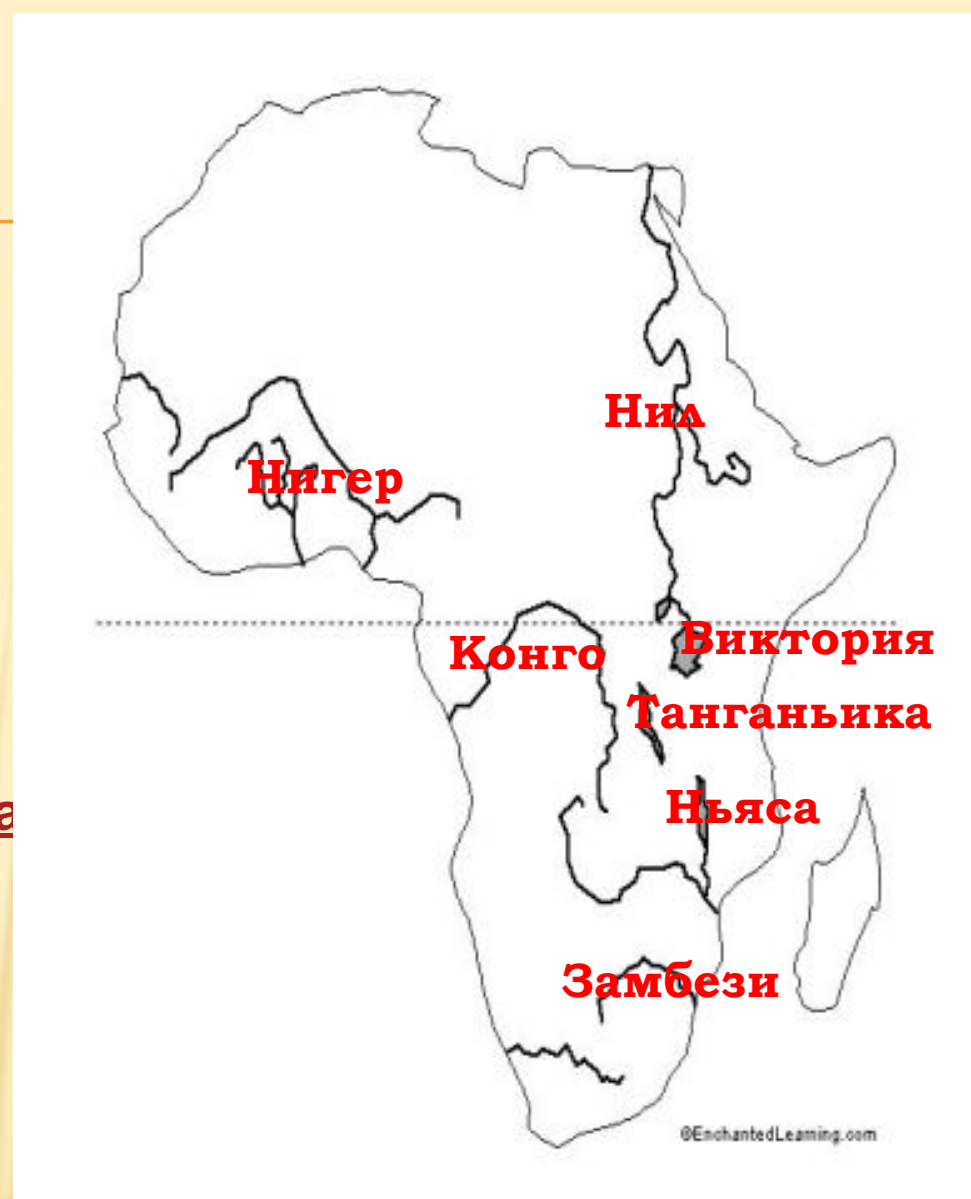 Нил
Нигер
Виктория
Конго
Танганьика
Ньяса
а
Замбези
©EnchantedLearning.com